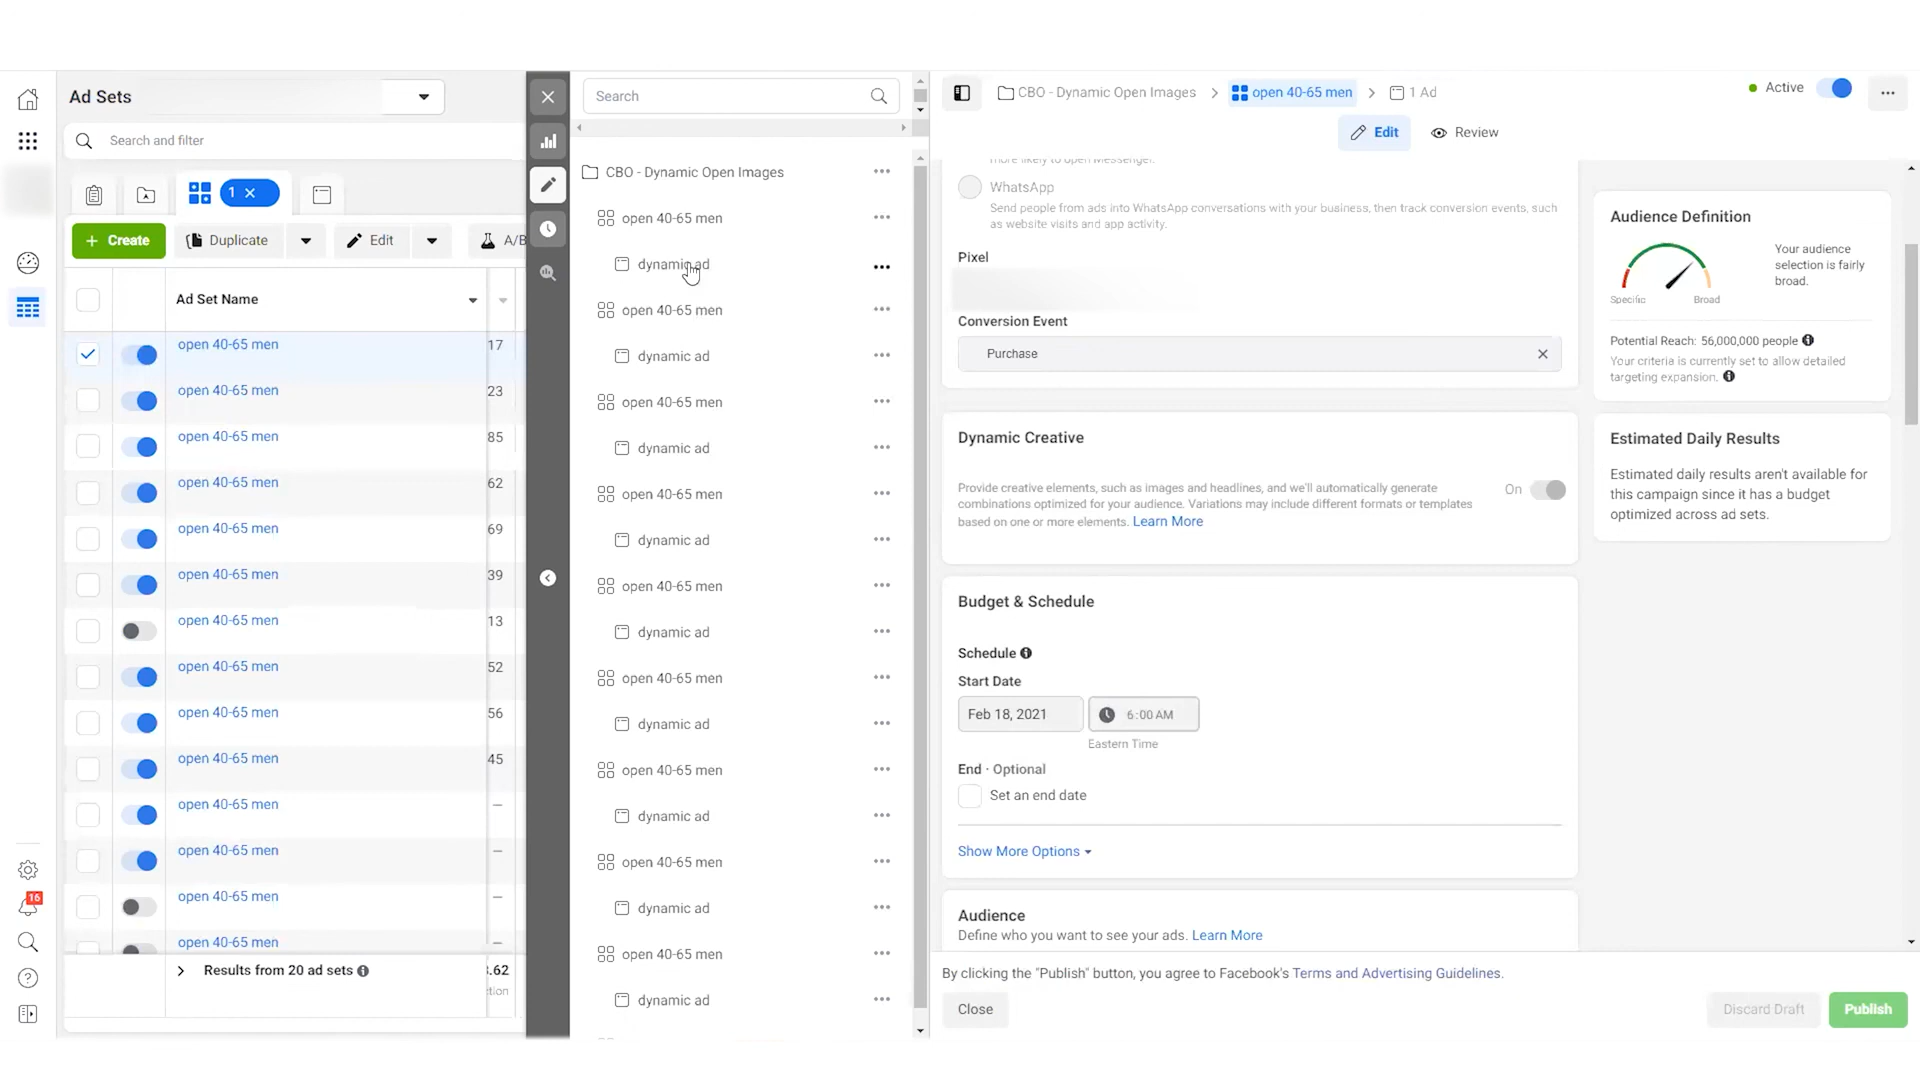 Ad Sets
Search and filter
1
Create
Duplicate
Edit
A/B
Ad Set Name
open 40-65 men
17
open 40-65 men
23
open 40-65 men
85
open 40-65 men
62
open 40-65 men
69
open 40-65 men
39
open 40-65 men
13
open 40-65 men
52
open 40-65 men
56
open 40-65 men
45
open 40-65 men
—
open 40-65 men
—
open 40-65 men
—
open 40-65 men
—
Results from 20 ad sets
.62
ction
16
Search
CBO - Dynamic Open Images
open 40-65 men
dynamic ad
open 40-65 men
dynamic ad
open 40-65 men
dynamic ad
open 40-65 men
dynamic ad
open 40-65 men
dynamic ad
open 40-65 men
dynamic ad
open 40-65 men
dynamic ad
open 40-65 men
dynamic ad
open 40-65 men
dynamic ad
CBO - Dynamic Open Images
open 40-65 men
1 Ad
Active
Edit
Review
more likely to open Messenger.
WhatsApp
Send people from ads into WhatsApp conversations with your business, then track conversion events, such
as website visits and app activity.
Pixel
Conversion Event
Purchase
Dynamic Creative
Provide creative elements, such as images and headlines, and we'll automatically generate
combinations optimized for your audience. Variations may include different formats or templates
based on one or more elements. Learn More
On
Budget & Schedule
Schedule
Start Date
Feb 18, 2021
6:00 AM
Eastern Time
End · Optional
Set an end date
Show More Options
Audience
Define who you want to see your ads. Learn More
Audience Definition
Specific
Broad
Your audience
selection is fairly
broad.
Potential Reach: 56,000,000 people
Your criteria is currently set to allow detailed
targeting expansion.
Estimated Daily Results
Estimated daily results aren't available for
this campaign since it has a budget
optimized across ad sets.
By clicking the "Publish" button, you agree to Facebook's Terms and Advertising Guidelines.
Close
Discard Draft
Publish